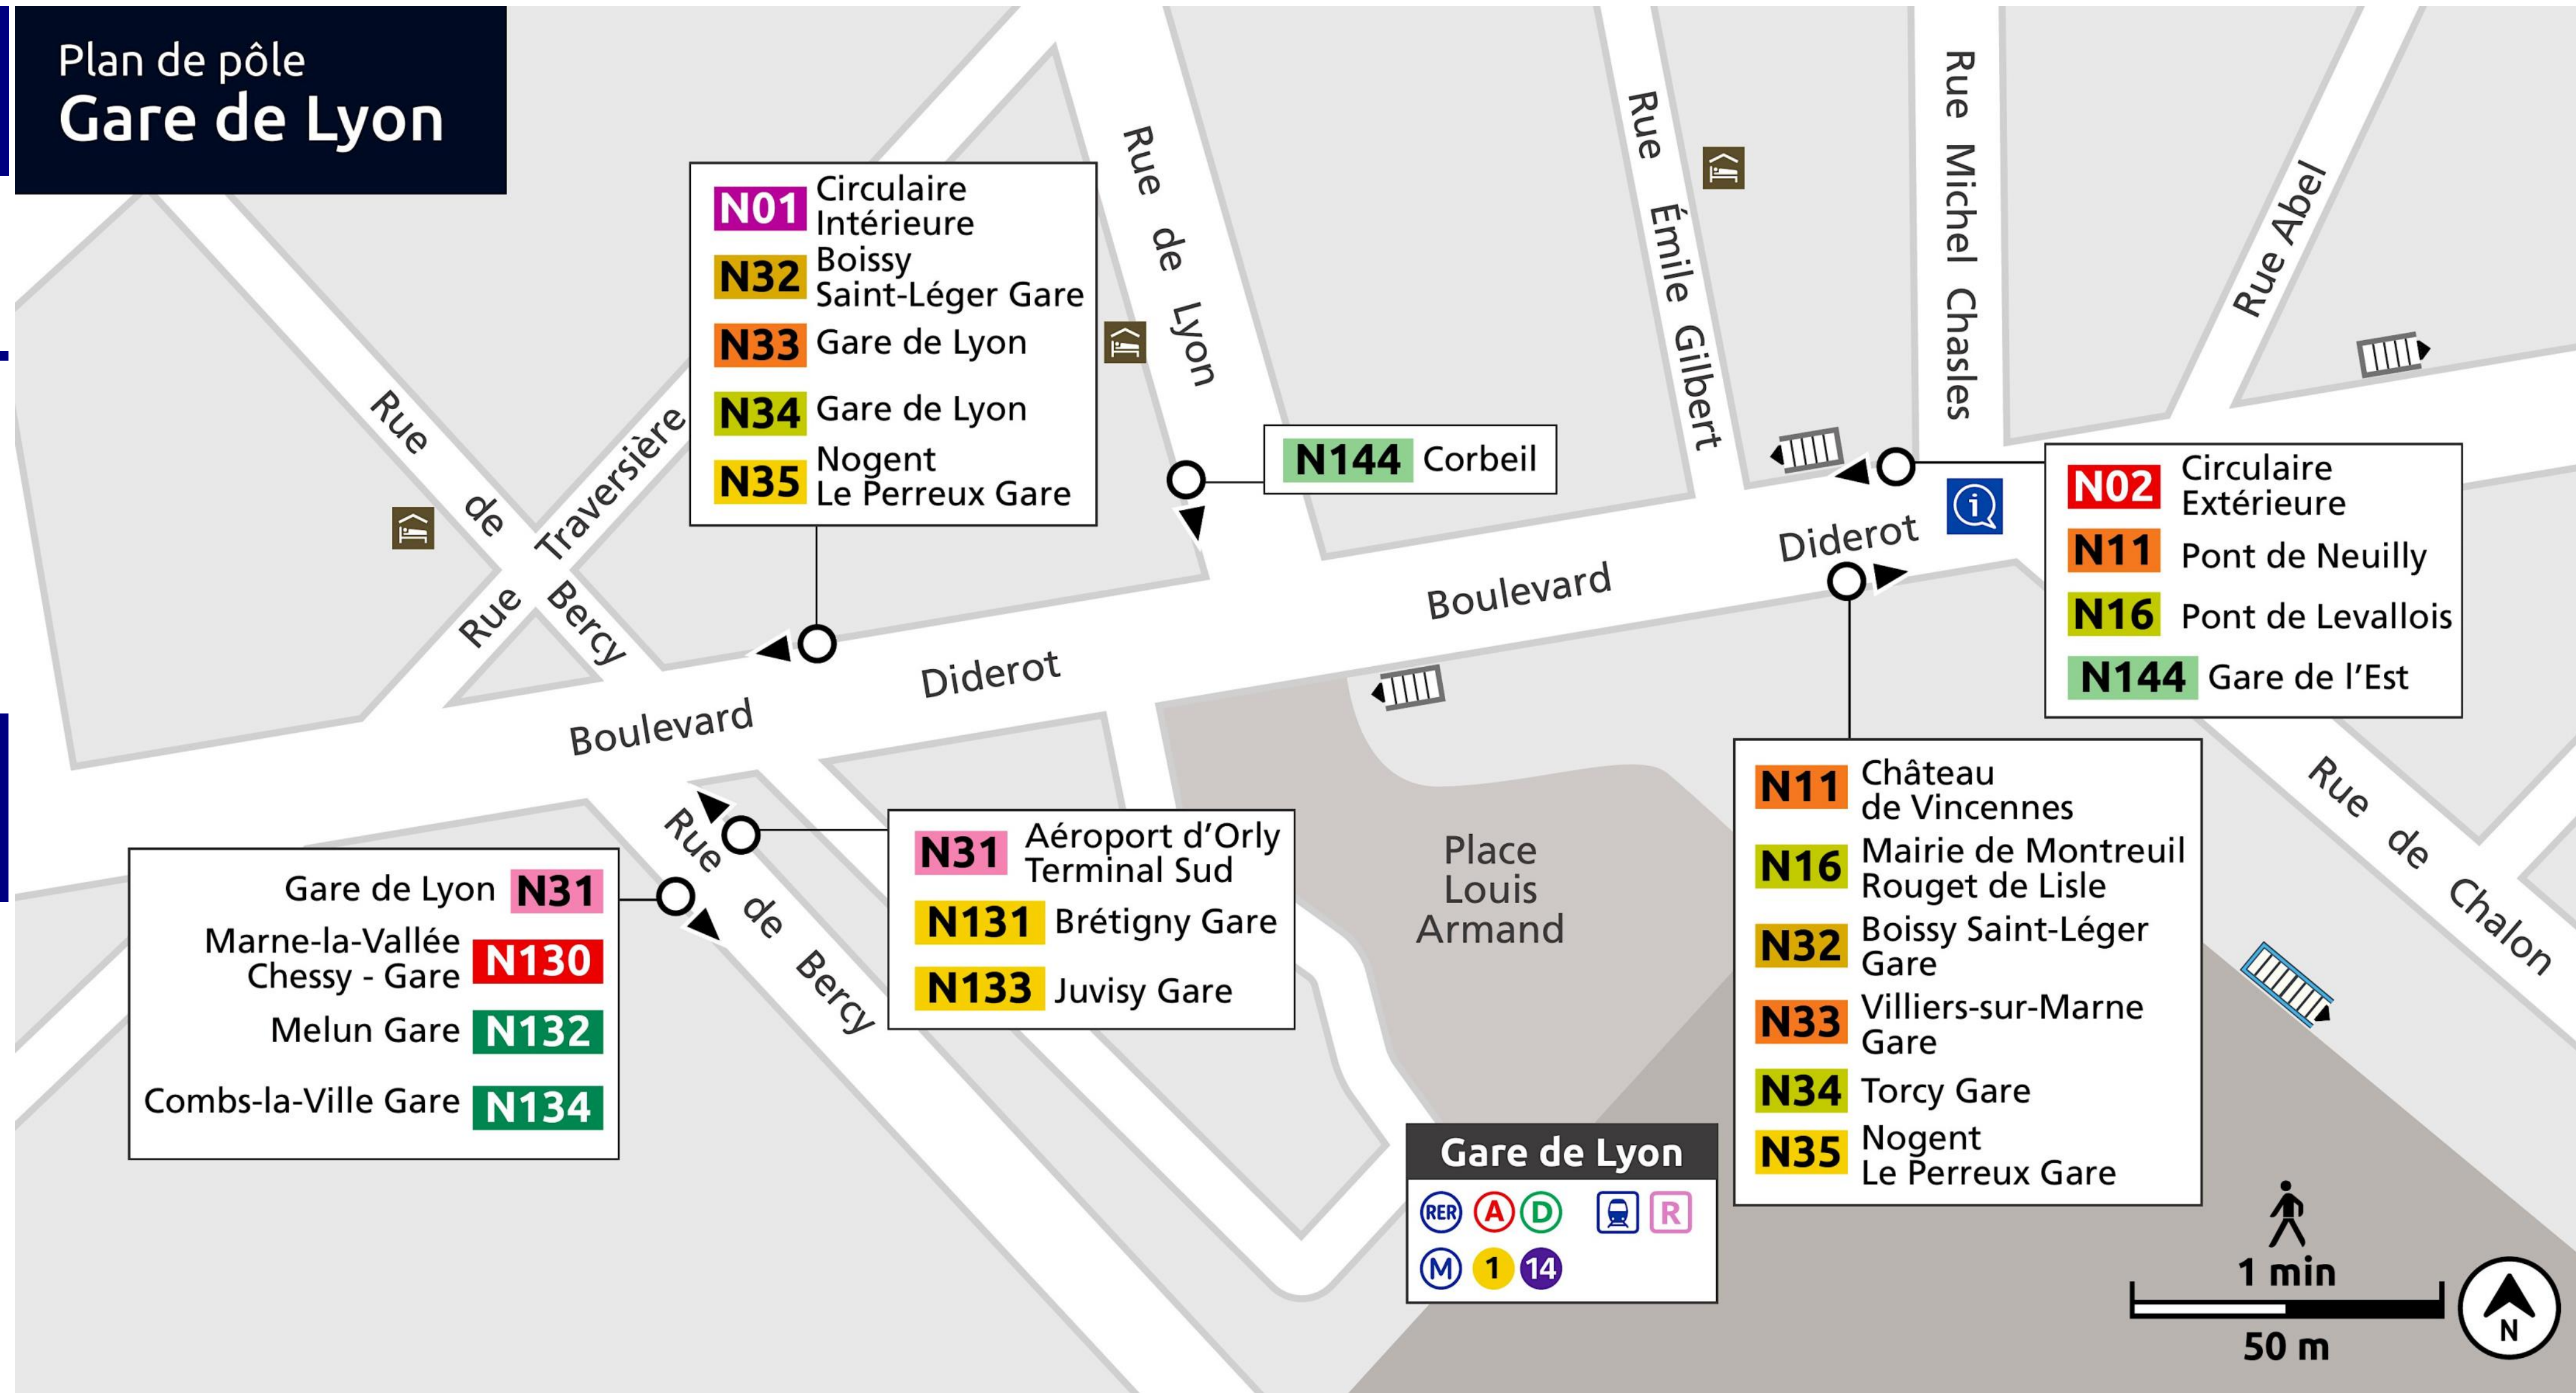 Plan de pôle
Gare de Lyon
N01 Circulaire
Intérieure
N32 Boissy
Saint-Léger Gare
N33 Gare de Lyon
N34 Gare de Lyon
N35 Nogent
Le Perreux Gare
Rue de Lyon
N144 Corbeil
Rue Émile Gilbert
Rue Michel Chasles
Rue Abel
i
N02 Circulaire
Extérieure
N11 Pont de Neuilly
N16 Pont de Levallois
N144 Gare de l'Est
Rue de Bercy
Rue Traversière
Boulevard Diderot
Boulevard Diderot
Rue de Bercy
Gare de Lyon N31
Marne-la-Vallée
Chessy - Gare N130
Melun Gare N132
Combs-la-Ville Gare N134
N31 Aéroport d'Orly
Terminal Sud
N131 Brétigny Gare
N133 Juvisy Gare
Place
Louis
Armand
N11 Château
de Vincennes
N16 Mairie de Montreuil
Rouget de Lisle
N32 Boissy Saint-Léger
Gare
N33 Villiers-sur-Marne
Gare
N34 Torcy Gare
N35 Nogent
Le Perreux Gare
Rue de Chalon
Gare de Lyon
RER A D R
M 1 14
1 min
50 m
N